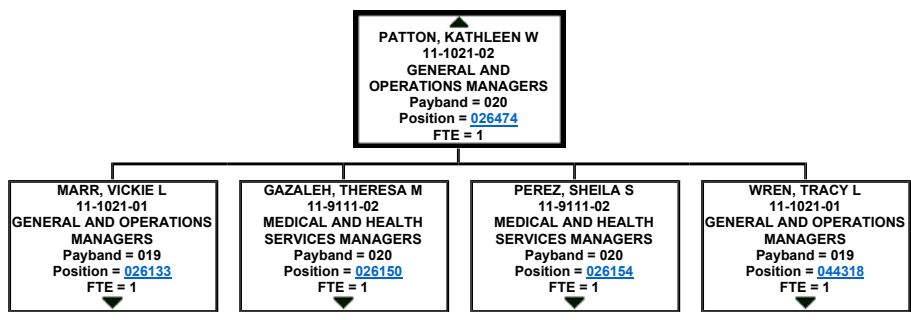 PATTON, KATHLEEN W
11-1021-02
GENERAL AND
OPERATIONS MANAGERS
Payband = 020
Position = 026474
FTE = 1
MARR, VICKIE L
11-1021-01
GENERAL AND OPERATIONS
MANAGERS
Payband = 019
Position = 026133
FTE = 1
GAZALEH, THERESA M
11-9111-02
MEDICAL AND HEALTH
SERVICES MANAGERS
Payband = 020
Position = 026150
FTE = 1
PEREZ, SHEILA S
11-9111-02
MEDICAL AND HEALTH
SERVICES MANAGERS
Payband = 020
Position = 026154
FTE = 1
WREN, TRACY L
11-1021-01
GENERAL AND OPERATIONS
MANAGERS
Payband = 019
Position = 044318
FTE = 1